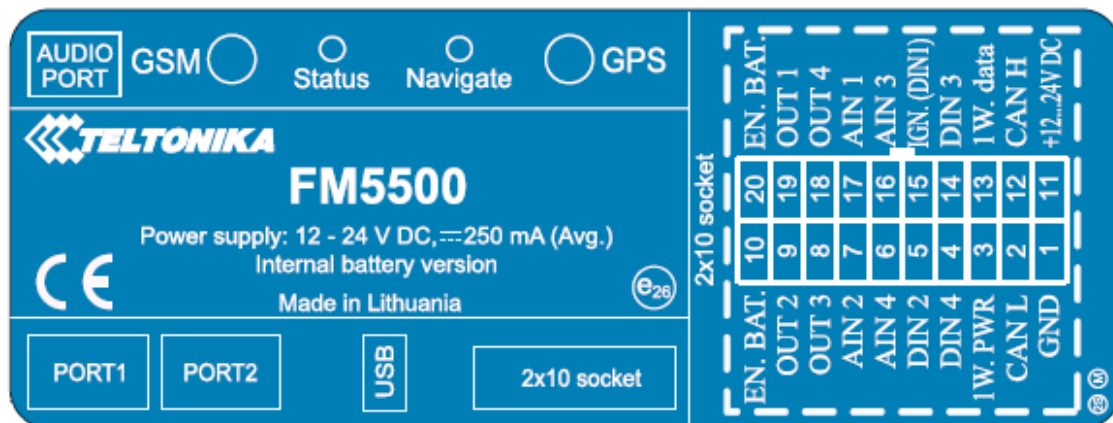 AUDIO PORT
GSM
Status
Navigate
GPS
TELTONIKA
FM5500
Power supply: 12 - 24 V DC, ⎓250 mA (Avg.)
Internal battery version
Made in Lithuania
CE
e26
PORT1
PORT2
USB
2x10 socket
2x10 socket
EN. BAT.
OUT 1
OUT 4
AIN 1
AIN 3
IGN. (DIN1)
DIN 3
1W. data
CAN H
+12...24V DC
20 19 18 17 16 15 14 13 12 11
10 9 8 7 6 5 4 3 2 1
EN. BAT.
OUT 2
OUT 3
AIN 2
AIN 4
DIN 2
DIN 4
1W. PWR
CAN L
GND